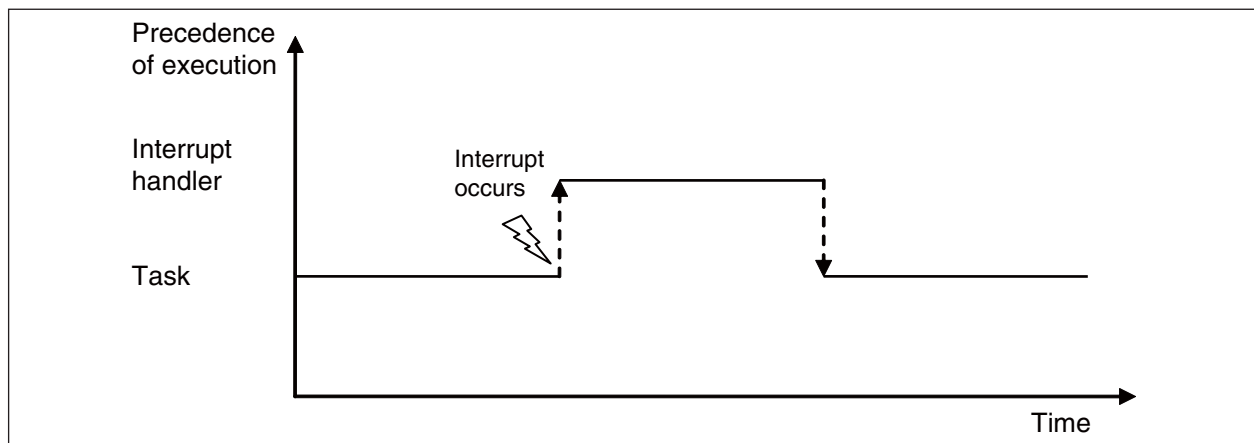 Precedence
of execution
Interrupt
handler
Interrupt
occurs
Task
Time